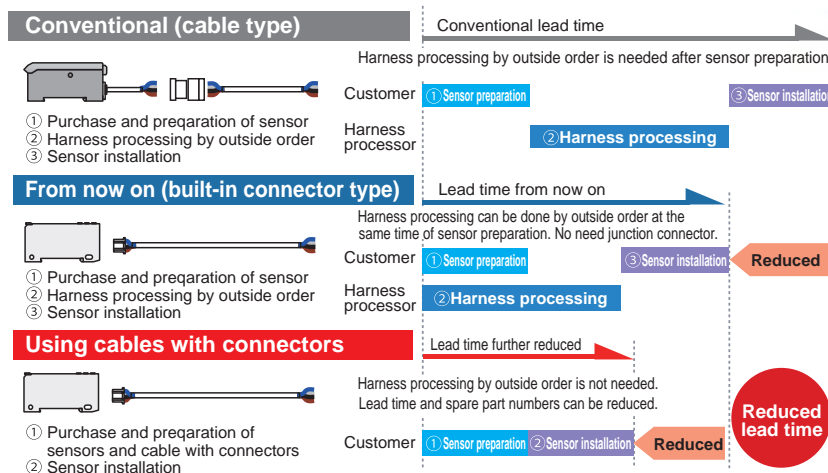 Conventional (cable type)
Conventional lead time
Harness processing by outside order is needed after sensor preparation
Customer
①Sensor preparation
③Sensor installation
Harness
processor
②Harness processing
① Purchase and preqaration of sensor
② Harness processing by outside order
③ Sensor installation
From now on (built-in connector type)
Lead time from now on
Harness processing can be done by outside order at the
same time of sensor preparation. No need junction connector.
Customer
①Sensor preparation
③Sensor installation
Reduced
Harness
processor
②Harness processing
① Purchase and preqaration of sensor
② Harness processing by outside order
③ Sensor installation
Using cables with connectors
Lead time further reduced
Harness processing by outside order is not needed.
Lead time and spare part numbers can be reduced.
Customer
①Sensor preparation
②Sensor installation
Reduced
Reduced
lead time
① Purchase and preqaration of
sensors and cable with connectors
② Sensor installation